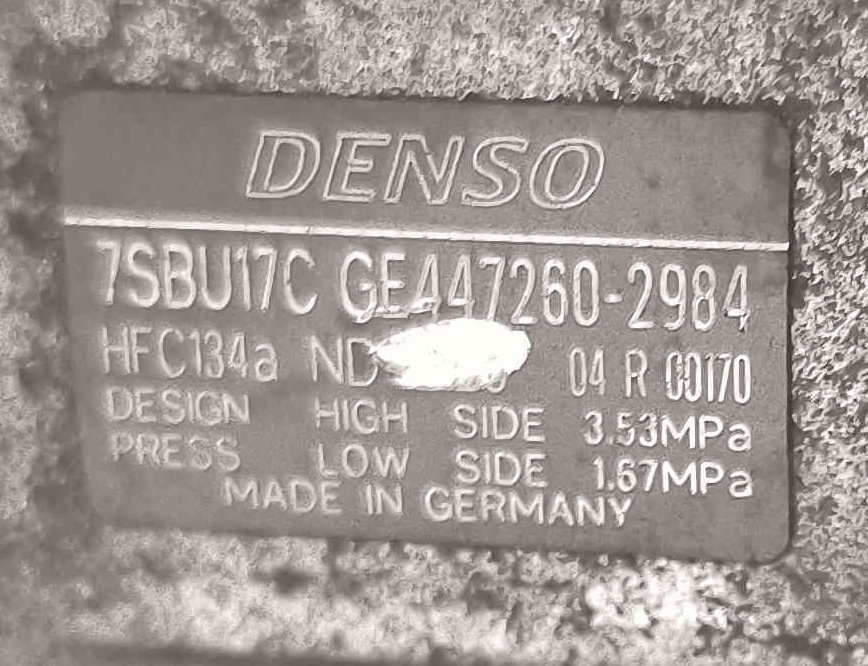 DENSO
7SBU17C GE447260-2984
HFC134a ND 04 R 00170
DESIGN HIGH SIDE 3.53MPa
PRESS LOW SIDE 1.67MPa
MADE IN GERMANY